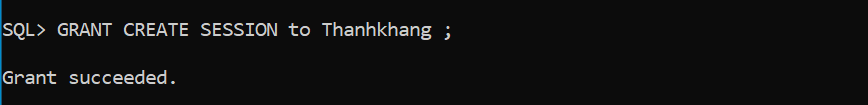 SQL> GRANT CREATE SESSION to Thanhkhang ;
Grant succeeded.